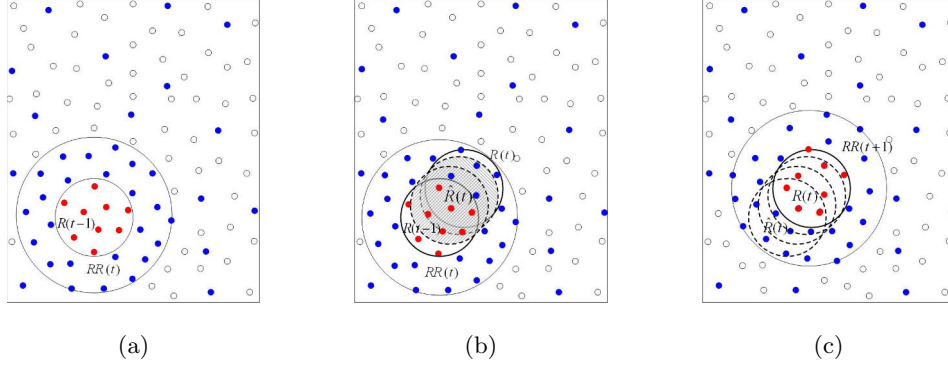 R(t−1)
RR(t)
R(t)
R̂(t)
R(t−1)
RR(t)
RR(t+1)
R(t)
R̂(t)
(a)
(b)
(c)